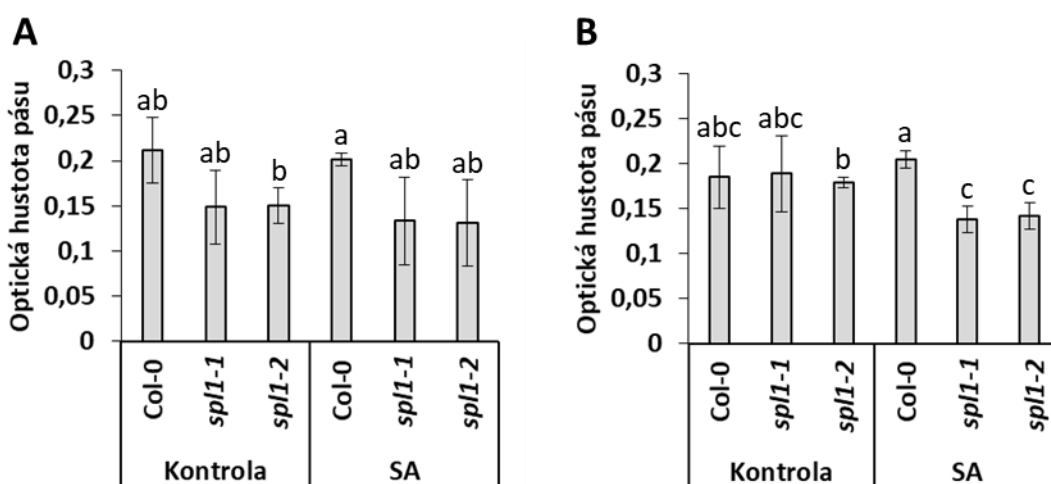 A
Optická hustota pásu
0,3
0,25
0,2
0,15
0,1
0,05
0
ab
ab
b
a
ab
ab
Col-0
spl1-1
spl1-2
Col-0
spl1-1
spl1-2
Kontrola
SA
B
Optická hustota pásu
0,3
0,25
0,2
0,15
0,1
0,05
0
abc
abc
b
a
c
c
Col-0
spl1-1
spl1-2
Col-0
spl1-1
spl1-2
Kontrola
SA